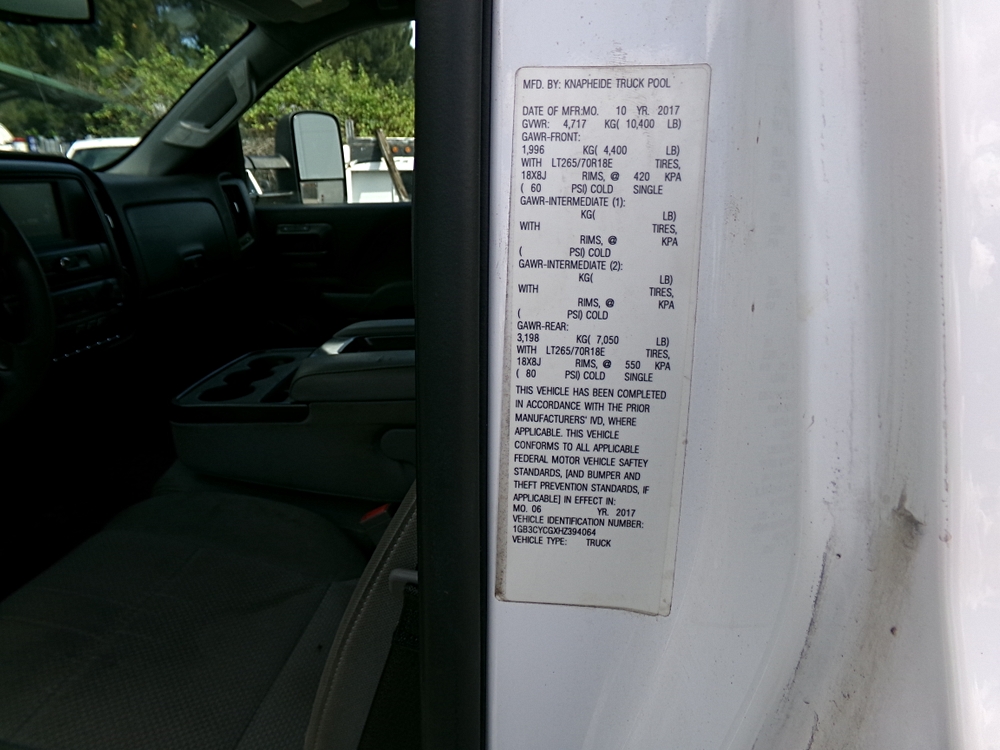 MFD. BY: KNAPHEIDE TRUCK POOL
DATE OF MFR:MO. 10 YR. 2017
GVWR: 4,717 KG( 10,400 LB)
GAWR-FRONT:
1,996 KG( 4,400 LB)
WITH LT265/70R18E TIRES,
18X8J RIMS, @ 420 KPA
( 60 PSI) COLD SINGLE
GAWR-INTERMEDIATE (1):
KG( LB)
WITH TIRES,
RIMS, @ KPA
( PSI) COLD
GAWR-INTERMEDIATE (2):
KG( LB)
WITH TIRES,
RIMS, @ KPA
( PSI) COLD
GAWR-REAR:
3,198 KG( 7,050 LB)
WITH LT265/70R18E TIRES,
18X8J RIMS, @ 550 KPA
( 80 PSI) COLD SINGLE
THIS VEHICLE HAS BEEN COMPLETED
IN ACCORDANCE WITH THE PRIOR
MANUFACTURERS' IVD, WHERE
APPLICABLE. THIS VEHICLE
CONFORMS TO ALL APPLICABLE
FEDERAL MOTOR VEHICLE SAFTEY
STANDARDS, [AND BUMPER AND
THEFT PREVENTION STANDARDS, IF
APPLICABLE] IN EFFECT IN:
MO. 06 YR. 2017
VEHICLE IDENTIFICATION NUMBER:
1GB3CYCGXHZ394064
VEHICLE TYPE: TRUCK